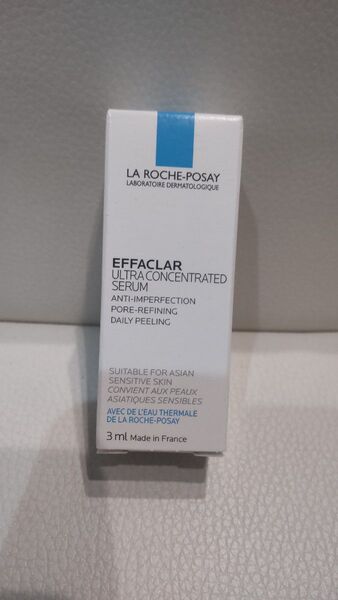 LA ROCHE-POSAY
LABORATOIRE DERMATOLOGIQUE
EFFACLAR
ULTRA CONCENTRATED
SERUM
ANTI-IMPERFECTION
PORE-REFINING
DAILY PEELING
SUITABLE FOR ASIAN
SENSITIVE SKIN
CONVIENT AUX PEAUX
ASIATIQUES SENSIBLES
AVEC DE L'EAU THERMALE
DE LA ROCHE-POSAY
3 ml Made in France